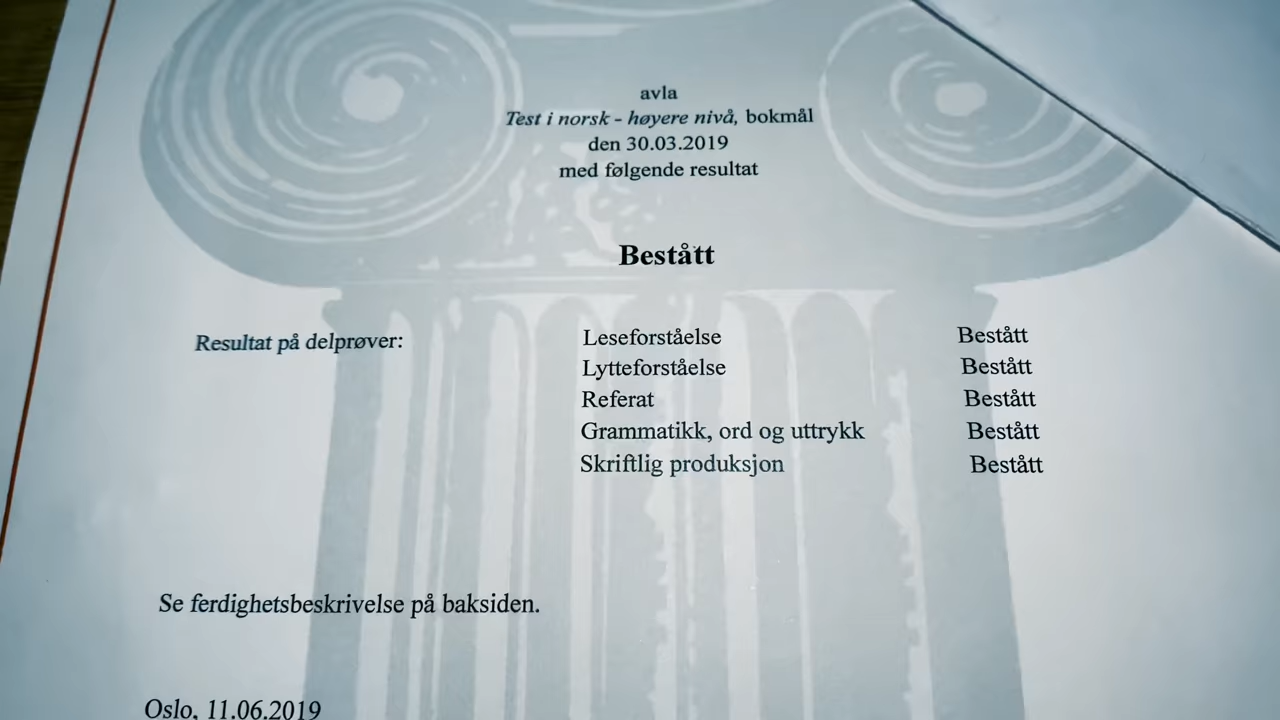 avla
Test i norsk - høyere nivå, bokmål
den 30.03.2019
med følgende resultat
Bestått
Resultat på delprøver:
Leseforståelse Bestått
Lytteforståelse Bestått
Referat Bestått
Grammatikk, ord og uttrykk Bestått
Skriftlig produksjon Bestått
Se ferdighetsbeskrivelse på baksiden.
Oslo, 11.06.2019